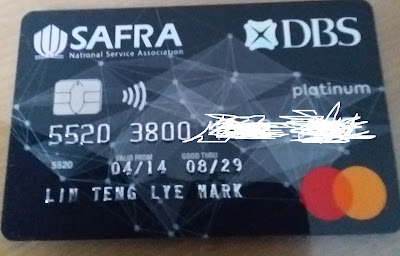 SAFRA DBS
National Service Association
platinum
5520 3800
5520 VALID FROM GOOD THRU
04/14 08/29
LIM TENG LYE MARK